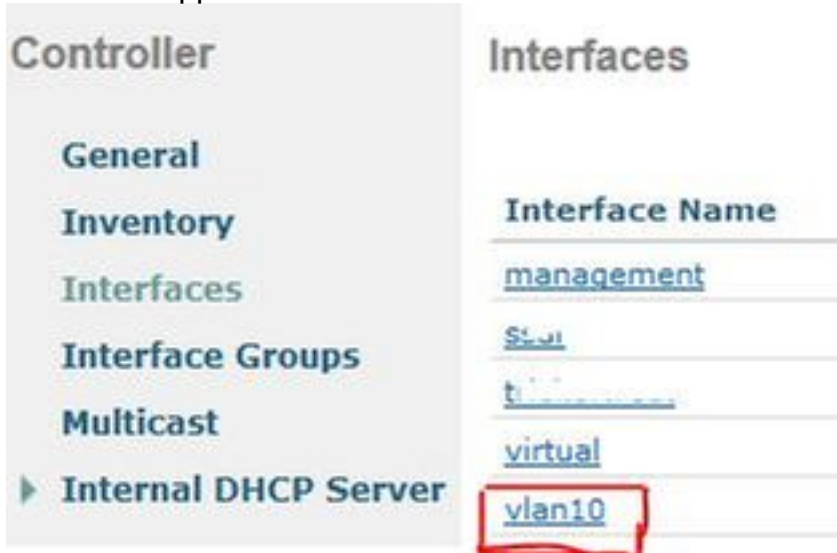 Controller
General
Inventory
Interfaces
Interface Groups
Multicast
Internal DHCP Server
Interfaces
Interface Name
management
virtual
vlan10